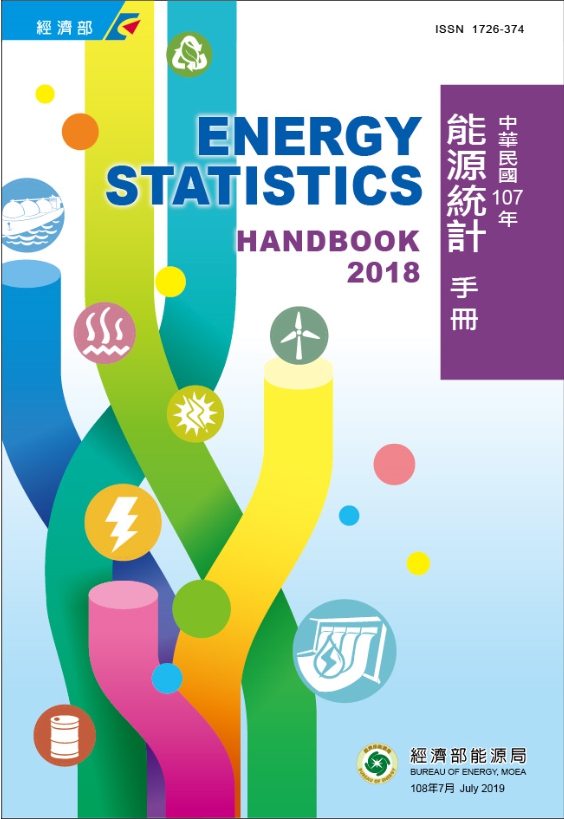 經濟部
ISSN 1726-374
ENERGY
STATISTICS
HANDBOOK
2018
中華民國107年
能源統計手冊
經濟部能源局
BUREAU OF ENERGY, MOEA
108年7月 July 2019